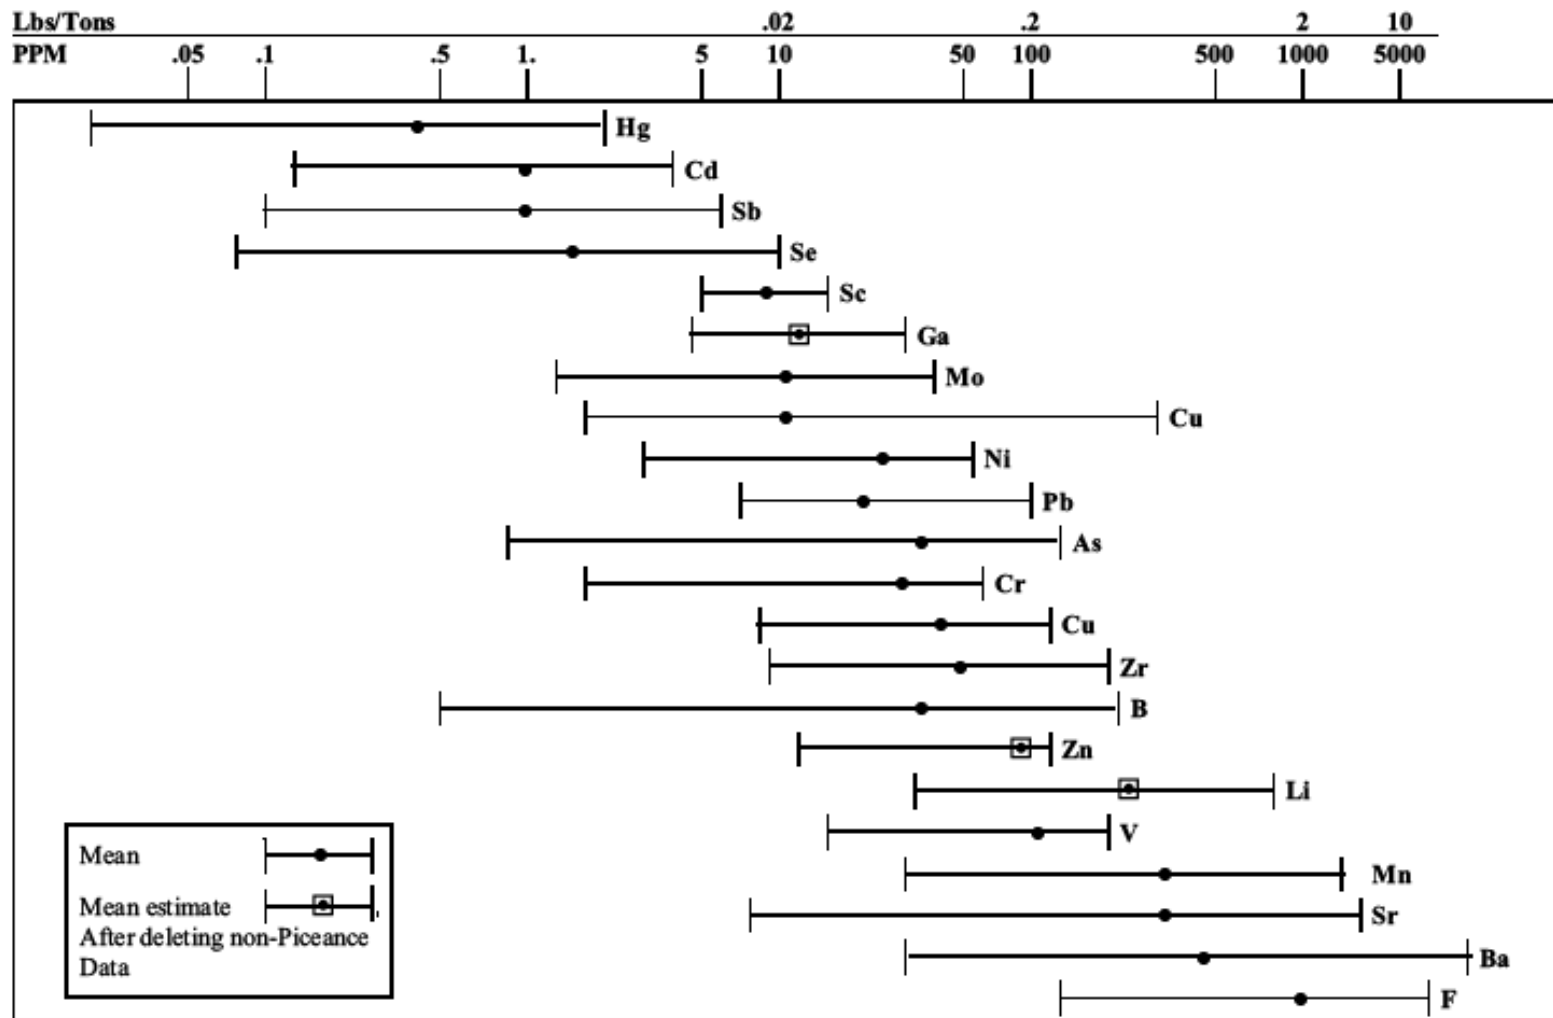 Lbs/Tons .02 .2 2 10
PPM .05 .1 .5 1. 5 10 50 100 500 1000 5000
Hg
Cd
Sb
Se
Sc
Ga
Mo
Cu
Ni
Pb
As
Cr
Cu
Zr
B
Zn
Li
V
Mn
Sr
Ba
F
Mean
Mean estimate
After deleting non-Piceance
Data